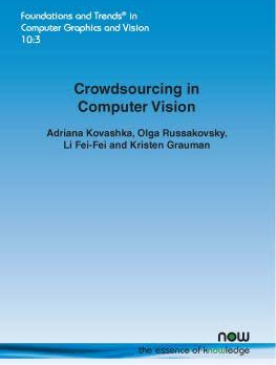 Foundations and Trends® in
Computer Graphics and Vision
10:3
Crowdsourcing in
Computer Vision
Adriana Kovashka, Olga Russakovsky,
Li Fei-Fei and Kristen Grauman
now
the essence of knowledge